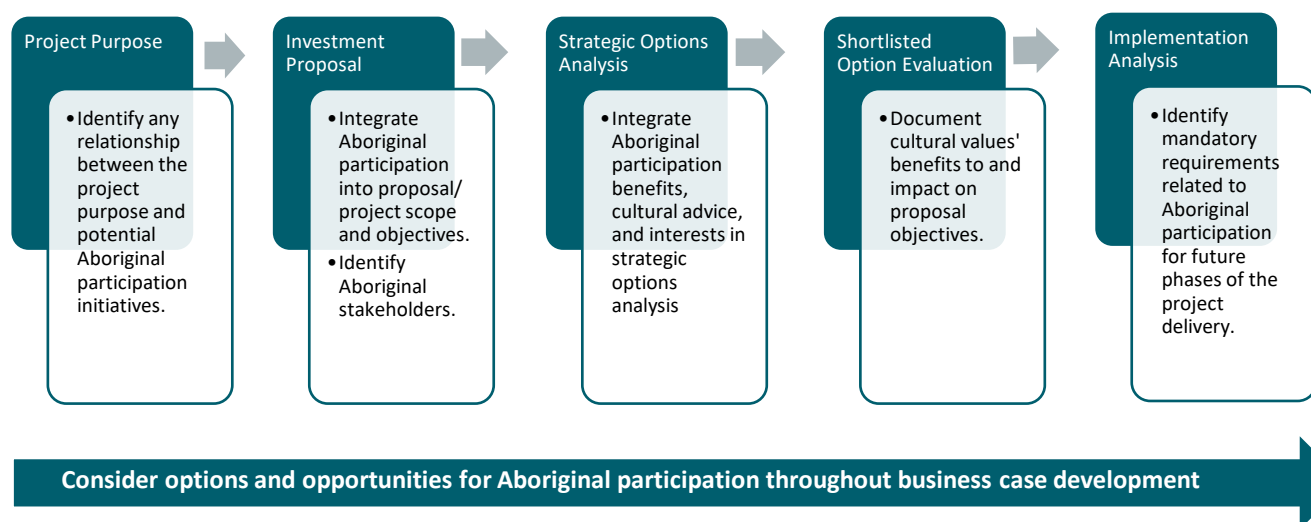 Project Purpose
•Identify any
relationship
between the
project
purpose and
potential
Aboriginal
participation
initiatives.
Investment
Proposal
•Integrate
Aboriginal
participation
into proposal/
project scope
and objectives.
•Identify
Aboriginal
stakeholders.
Strategic Options
Analysis
•Integrate
Aboriginal
participation
benefits,
cultural advice,
and interests in
strategic
options
analysis
Shortlisted
Option Evaluation
•Document
cultural values'
benefits to and
impact on
proposal
objectives.
Implementation
Analysis
•Identify
mandatory
requirements
related to
Aboriginal
participation
for future
phases of the
project
delivery.
Consider options and opportunities for Aboriginal participation throughout business case development